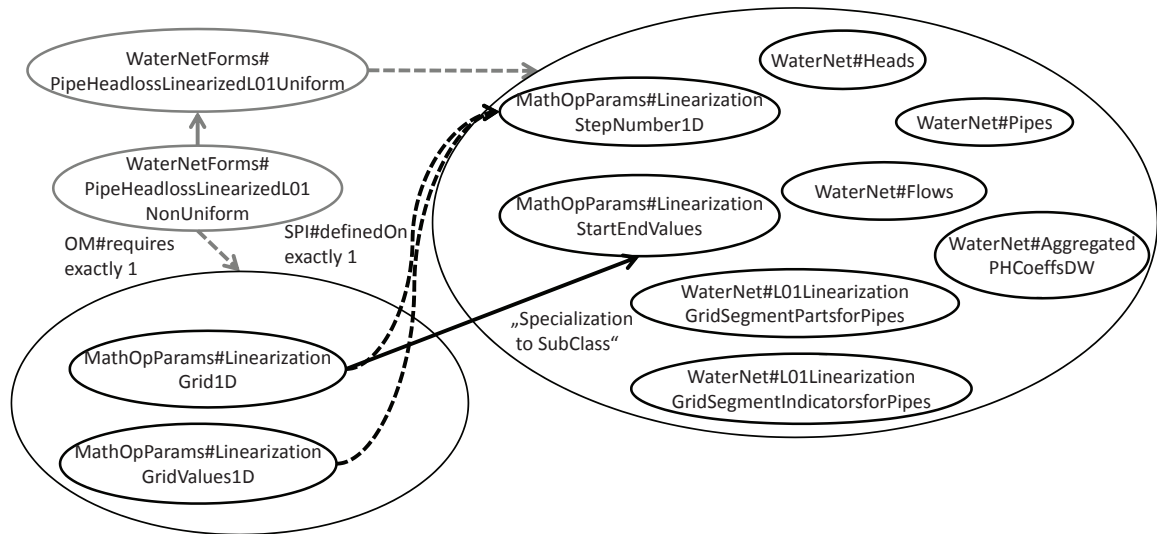 WaterNetForms#
PipeHeadlossLinearizedL01Uniform
WaterNetForms#
PipeHeadlossLinearizedL01
NonUniform
OM#requires
exactly 1
SPI#definedOn
exactly 1
MathOpParams#Linearization
Grid1D
MathOpParams#Linearization
GridValues1D
„Specialization
to SubClass“
WaterNet#Heads
MathOpParams#Linearization
StepNumber1D
WaterNet#Pipes
MathOpParams#Linearization
StartEndValues
WaterNet#Flows
WaterNet#Aggregated
PHCoeffsDW
WaterNet#L01Linearization
GridSegmentPartsforPipes
WaterNet#L01Linearization
GridSegmentIndicatorsforPipes